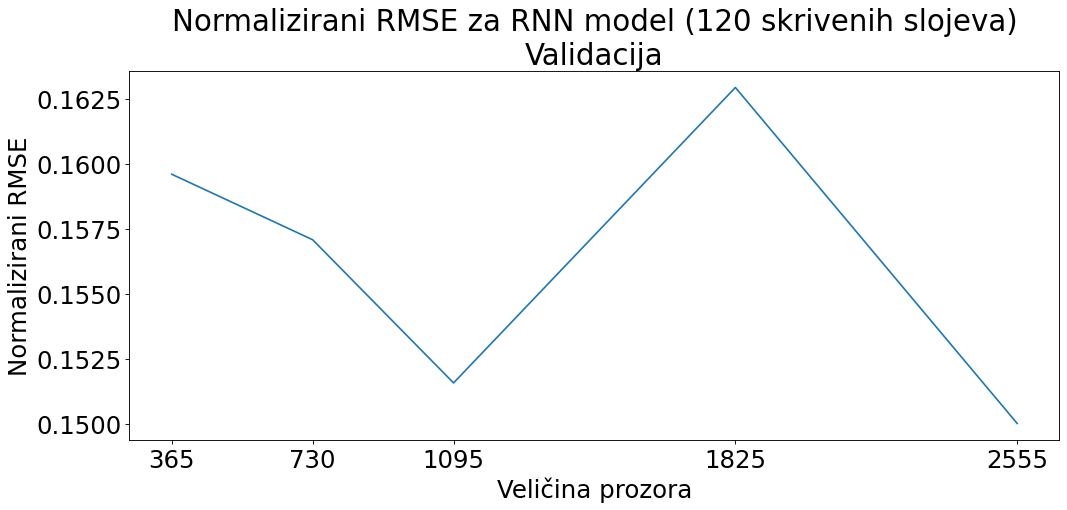 Normalizirani RMSE za RNN model (120 skrivenih slojeva)
Validacija
Normalizirani RMSE
0.1625
0.1600
0.1575
0.1550
0.1525
0.1500
365 730 1095 1825 2555
Veličina prozora